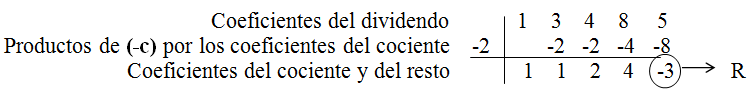 Coeficientes del dividendo 1 3 4 8 5
Productos de (-c) por los coeficientes del cociente -2 -2 -2 -4 -8
Coeficientes del cociente y del resto 1 1 2 4 -3 R